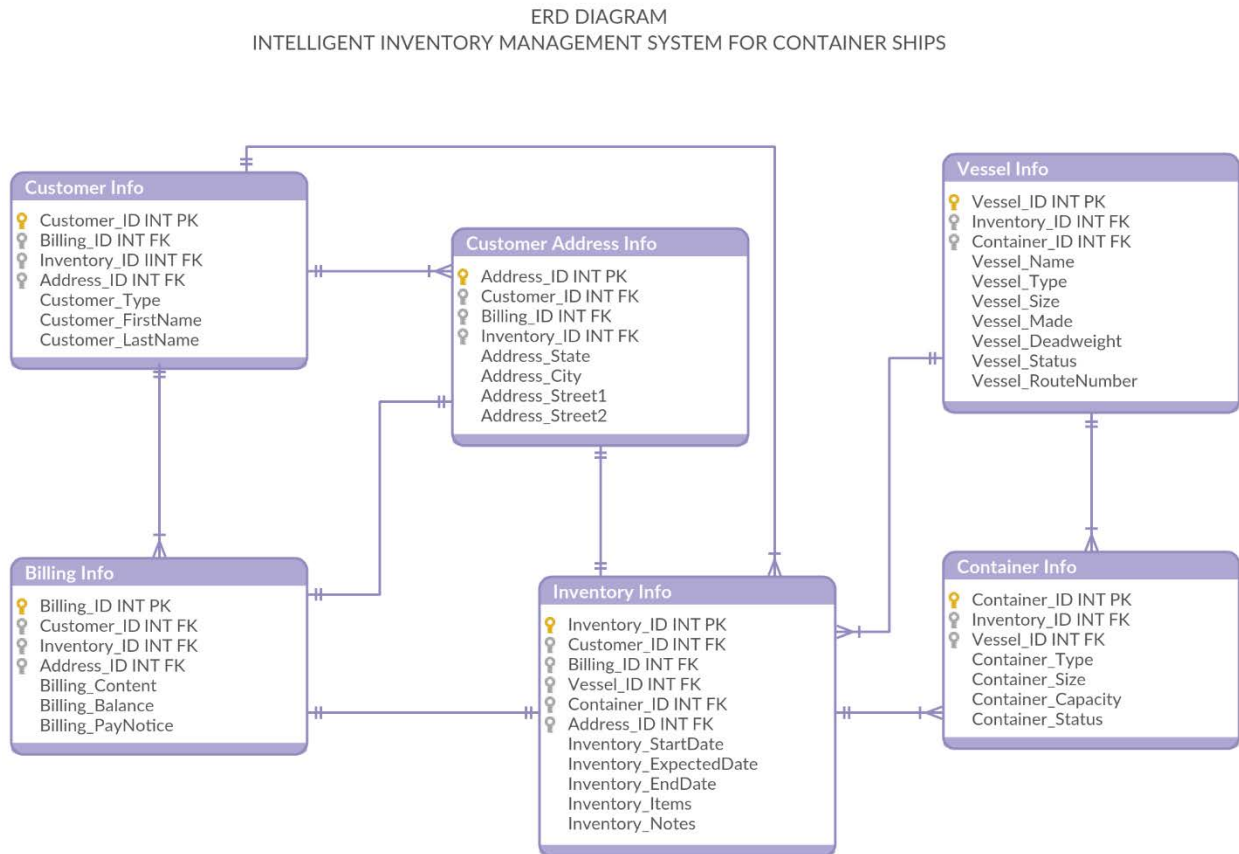 ERD DIAGRAM
INTELLIGENT INVENTORY MANAGEMENT SYSTEM FOR CONTAINER SHIPS
Customer Info
Customer_ID INT PK
Billing_ID INT FK
Inventory_ID IINT FK
Address_ID INT FK
Customer_Type
Customer_FirstName
Customer_LastName
Customer Address Info
Address_ID INT PK
Customer_ID INT FK
Billing_ID INT FK
Inventory_ID INT FK
Address_State
Address_City
Address_Street1
Address_Street2
Vessel Info
Vessel_ID INT PK
Inventory_ID INT FK
Container_ID INT FK
Vessel_Name
Vessel_Type
Vessel_Size
Vessel_Made
Vessel_Deadweight
Vessel_Status
Vessel_RouteNumber
Billing Info
Billing_ID INT PK
Customer_ID INT FK
Inventory_ID INT FK
Address_ID INT FK
Billing_Content
Billing_Balance
Billing_PayNotice
Inventory Info
Inventory_ID INT PK
Customer_ID INT FK
Billing_ID INT FK
Vessel_ID INT FK
Container_ID INT FK
Address_ID INT FK
Inventory_StartDate
Inventory_ExpectedDate
Inventory_EndDate
Inventory_Items
Inventory_Notes
Container Info
Container_ID INT PK
Inventory_ID INT FK
Vessel_ID INT FK
Container_Type
Container_Size
Container_Capacity
Container_Status